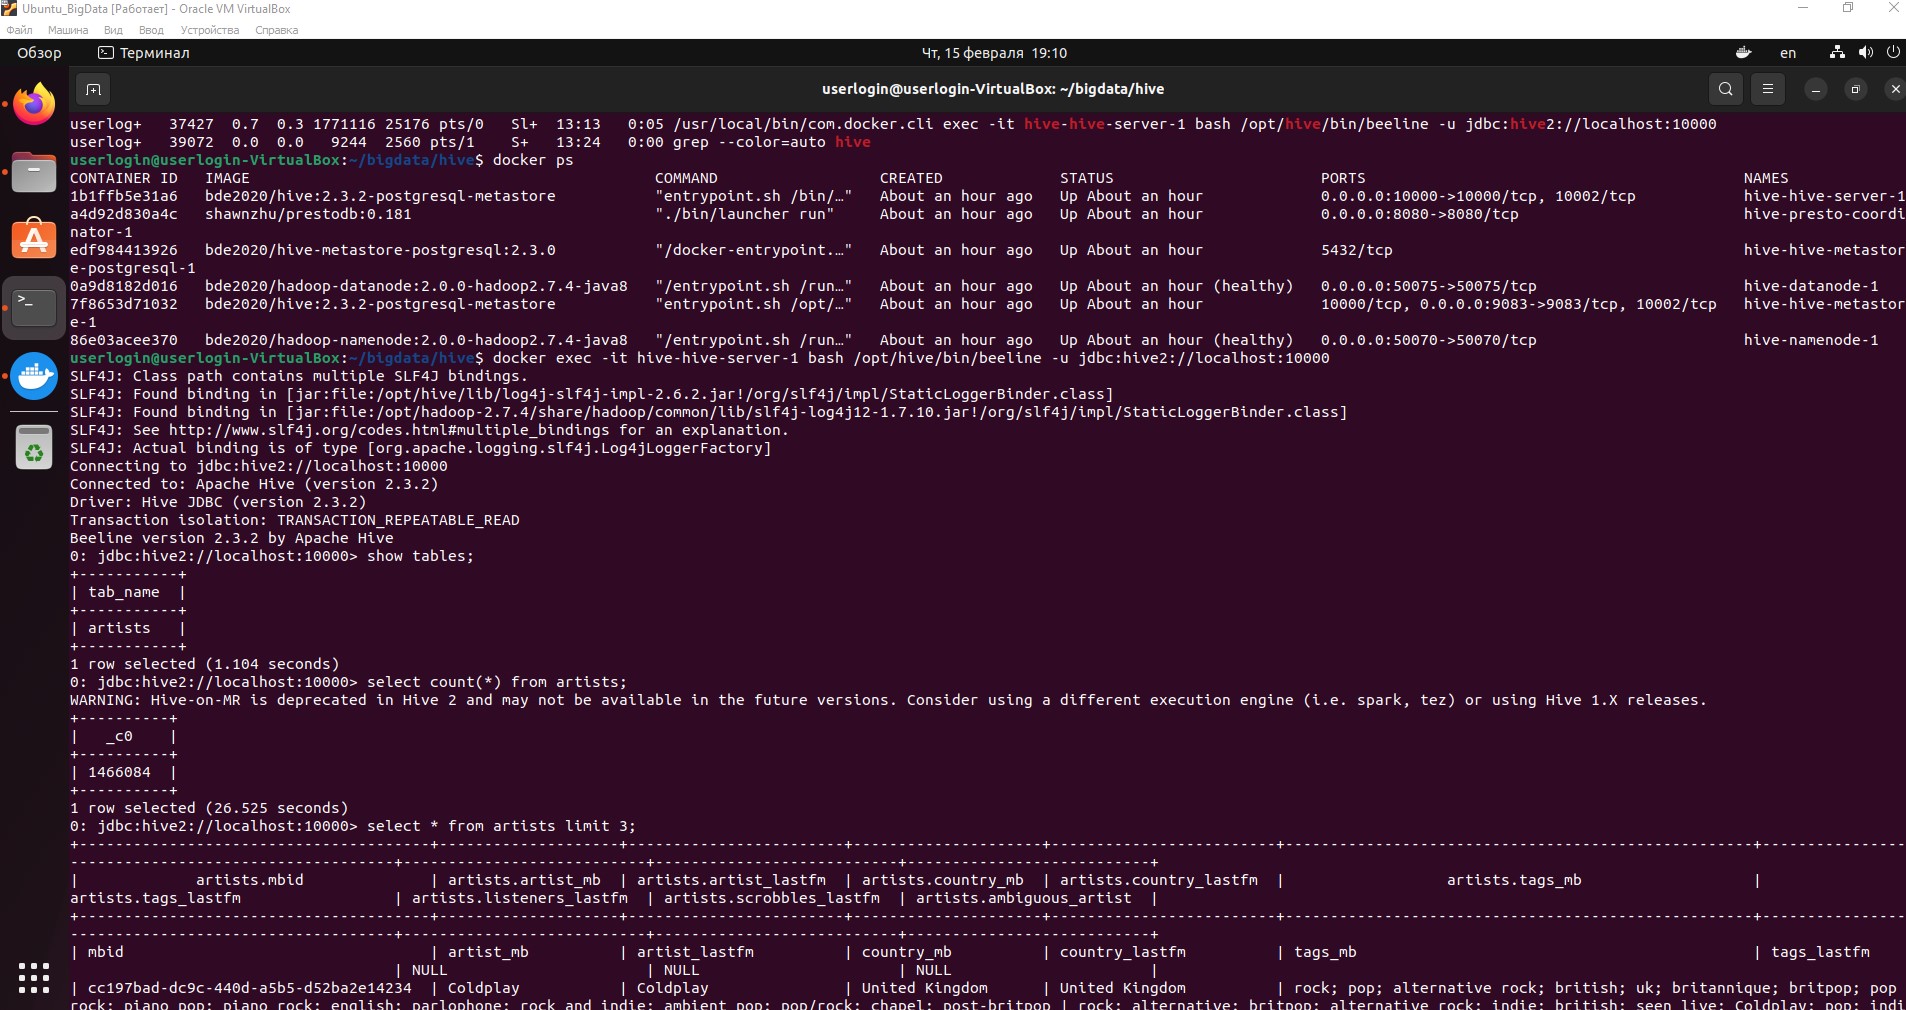 Ubuntu_BigData [Работает] - Oracle VM VirtualBox
Файл Машина Вид Ввод Устройства Справка
Обзор Терминал Чт, 15 февраля 19:10 en
userlogin@userlogin-VirtualBox: ~/bigdata/hive
userlog+   37427  0.7  0.3 1771116 25176 pts/0   Sl+  13:13   0:05 /usr/local/bin/com.docker.cli exec -it hive-hive-server-1 bash /opt/hive/bin/beeline -u jdbc:hive2://localhost:10000
userlog+   39072  0.0  0.0   9244  2560 pts/1    S+   13:24   0:00 grep --color=auto hive
userlogin@userlogin-VirtualBox:~/bigdata/hive$ docker ps
CONTAINER ID   IMAGE   COMMAND   CREATED   STATUS   PORTS   NAMES
1b1ffb5e31a6   bde2020/hive:2.3.2-postgresql-metastore   "entrypoint.sh /bin/…"   About an hour ago   Up About an hour   0.0.0.0:10000->10000/tcp, 10002/tcp   hive-hive-server-1
a4d92d830a4c   shawnzhu/prestodb:0.181   "./bin/launcher run"   About an hour ago   Up About an hour   0.0.0.0:8080->8080/tcp   hive-presto-coordi
nator-1
edf984413926   bde2020/hive-metastore-postgresql:2.3.0   "/docker-entrypoint.…"   About an hour ago   Up About an hour   5432/tcp   hive-hive-metastor
e-postgresql-1
0a9d8182d016   bde2020/hadoop-datanode:2.0.0-hadoop2.7.4-java8   "/entrypoint.sh /run…"   About an hour ago   Up About an hour (healthy)   0.0.0.0:50075->50075/tcp   hive-datanode-1
7f8653d71032   bde2020/hive:2.3.2-postgresql-metastore   "entrypoint.sh /opt/…"   About an hour ago   Up About an hour   10000/tcp, 0.0.0.0:9083->9083/tcp, 10002/tcp   hive-hive-metastor
e-1
86e03acee370   bde2020/hadoop-namenode:2.0.0-hadoop2.7.4-java8   "/entrypoint.sh /run…"   About an hour ago   Up About an hour (healthy)   0.0.0.0:50070->50070/tcp   hive-namenode-1
userlogin@userlogin-VirtualBox:~/bigdata/hive$ docker exec -it hive-hive-server-1 bash /opt/hive/bin/beeline -u jdbc:hive2://localhost:10000
SLF4J: Class path contains multiple SLF4J bindings.
SLF4J: Found binding in [jar:file:/opt/hive/lib/log4j-slf4j-impl-2.6.2.jar!/org/slf4j/impl/StaticLoggerBinder.class]
SLF4J: Found binding in [jar:file:/opt/hadoop-2.7.4/share/hadoop/common/lib/slf4j-log4j12-1.7.10.jar!/org/slf4j/impl/StaticLoggerBinder.class]
SLF4J: See http://www.slf4j.org/codes.html#multiple_bindings for an explanation.
SLF4J: Actual binding is of type [org.apache.logging.slf4j.Log4jLoggerFactory]
Connecting to jdbc:hive2://localhost:10000
Connected to: Apache Hive (version 2.3.2)
Driver: Hive JDBC (version 2.3.2)
Transaction isolation: TRANSACTION_REPEATABLE_READ
Beeline version 2.3.2 by Apache Hive
0: jdbc:hive2://localhost:10000> show tables;
+-----------+
| tab_name  |
+-----------+
| artists   |
+-----------+
1 row selected (1.104 seconds)
0: jdbc:hive2://localhost:10000> select count(*) from artists;
WARNING: Hive-on-MR is deprecated in Hive 2 and may not be available in the future versions. Consider using a different execution engine (i.e. spark, tez) or using Hive 1.X releases.
+----------+
|   _c0    |
+----------+
| 1466084  |
+----------+
1 row selected (26.525 seconds)
0: jdbc:hive2://localhost:10000> select * from artists limit 3;
| artists.mbid | artists.artist_mb | artists.artist_lastfm | artists.country_mb | artists.country_lastfm | artists.tags_mb |
artists.tags_lastfm | artists.listeners_lastfm | artists.scrobbles_lastfm | artists.ambiguous_artist |
| mbid | artist_mb | artist_lastfm | country_mb | country_lastfm | tags_mb | tags_lastfm
| NULL | NULL | NULL |
| cc197bad-dc9c-440d-a5b5-d52ba2e14234 | Coldplay | Coldplay | United Kingdom | United Kingdom | rock; pop; alternative rock; british; uk; britannique; britpop; pop
rock; piano pop; piano rock; english; parlophone; rock and indie; ambient pop; pop/rock; chapel; post-britpop | rock; alternative; britpop; alternative rock; indie; british; seen live; Coldplay; pop; indi